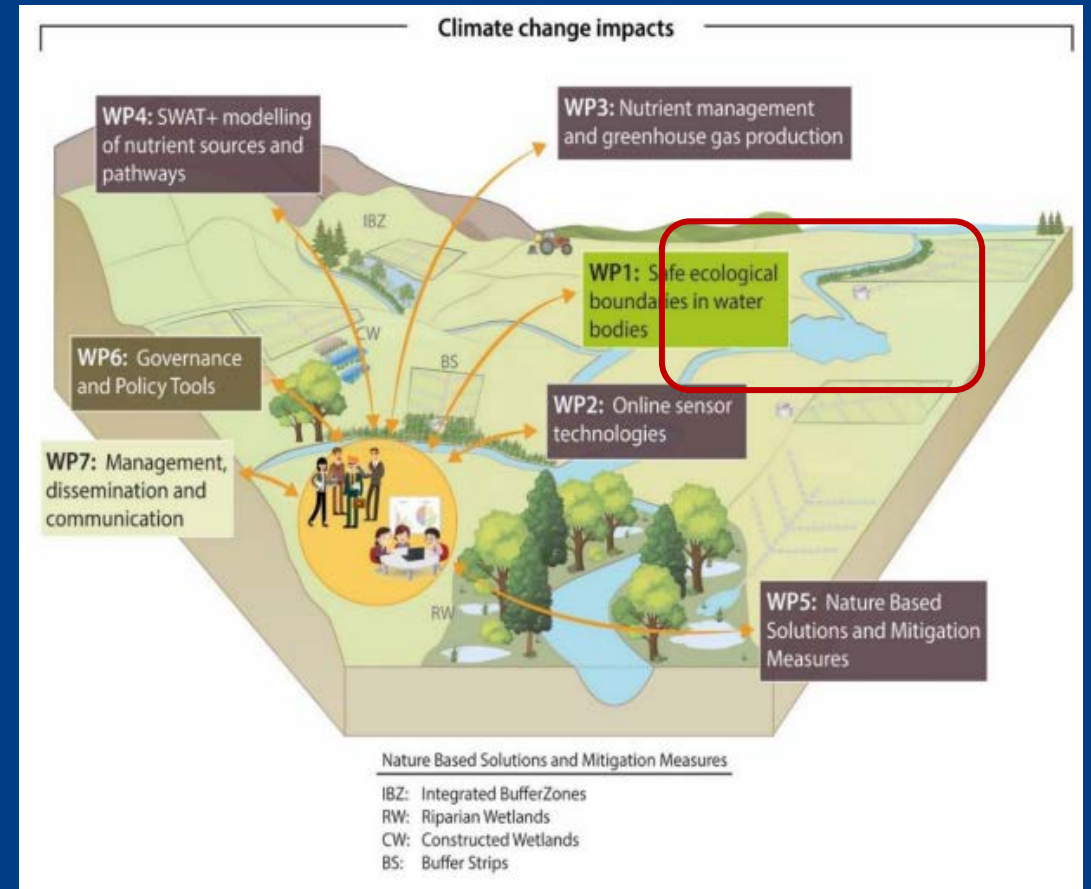 Climate change impacts
WP4: SWAT+ modelling
of nutrient sources and
pathways
WP3: Nutrient management
and greenhouse gas production
IBZ
WP1: Safe ecological
boundaries in water
bodies
CW
WP6: Governance
and Policy Tools
BS
WP2: Online sensor
technologies
WP7: Management,
dissemination and
communication
RW
WP5: Nature Based
Solutions and Mitigation
Measures
Nature Based Solutions and Mitigation Measures
IBZ: Integrated BufferZones
RW: Riparian Wetlands
CW: Constructed Wetlands
BS: Buffer Strips